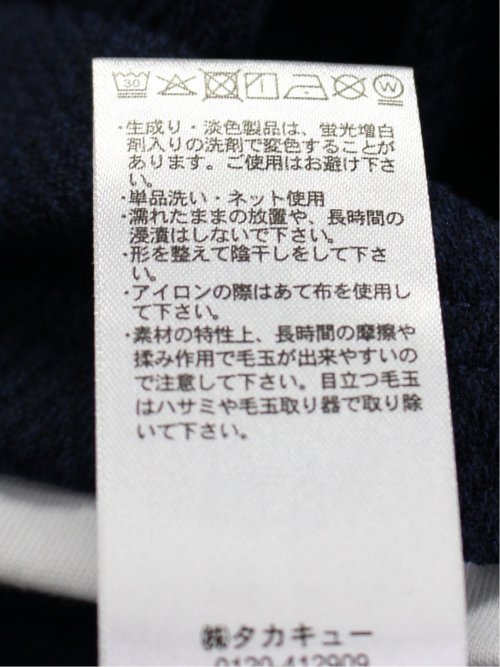 30 W
・生成り・淡色製品は、蛍光増白
剤入りの洗剤で変色することが
あります。ご使用はお避け下さ
い。
・単品洗い・ネット使用
・濡れたままの放置や、長時間の
浸漬はしないで下さい。
・形を整えて陰干しをして下さ
い。
・アイロンの際はあて布を使用し
て下さい。
・素材の特性上、長時間の摩擦や
揉み作用で毛玉が出来やすいの
で注意して下さい。目立つ毛玉
はハサミや毛玉取り器で取り除
いて下さい。
㈱タカキュー
0120-412909